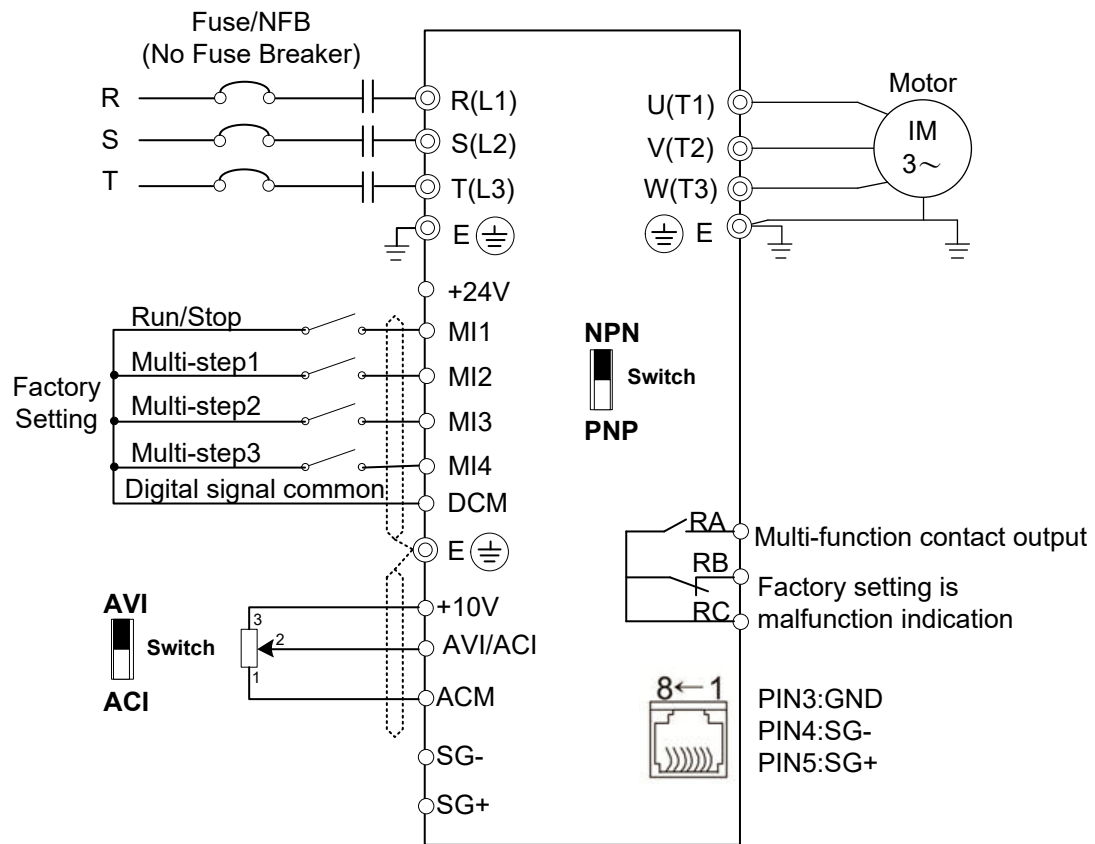 Fuse/NFB
(No Fuse Breaker)
R
S
T
R(L1)
S(L2)
T(L3)
E
U(T1)
V(T2)
W(T3)
E
Motor
IM
3~
+24V
Run/Stop
MI1
Multi-step1
MI2
Multi-step2
MI3
Multi-step3
MI4
Digital signal common
DCM
Factory
Setting
E
NPN
Switch
PNP
AVI
Switch
ACI
3
2
1
+10V
AVI/ACI
ACM
SG-
SG+
RA
RB
RC
Multi-function contact output
Factory setting is
malfunction indication
8←1
PIN3:GND
PIN4:SG-
PIN5:SG+